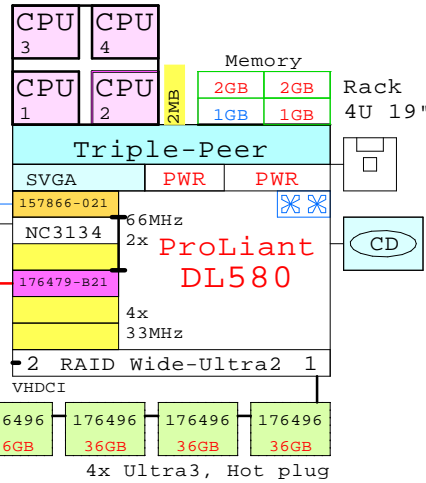 CPU CPU
3 4
CPU CPU
1 2
2MB
Memory
2GB 2GB
1GB 1GB
Rack
4U 19"
Triple-Peer
SVGA PWR PWR
157866-021
NC3134
66MHz
2x
ProLiant
DL580
CD
176479-B21
4x
33MHz
2 RAID Wide-Ultra2 1
VHDCI
76496 176496 176496 176496
6GB 36GB 36GB 36GB
4x Ultra3, Hot plug